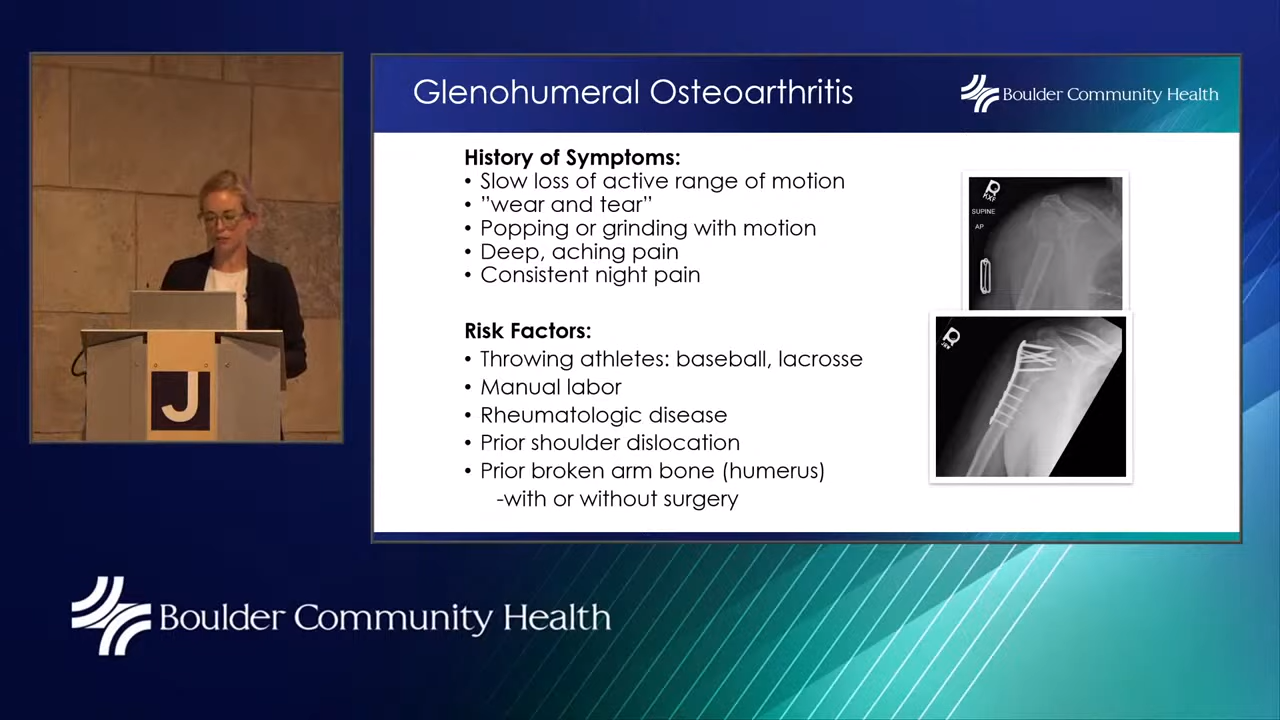 Glenohumeral Osteoarthritis
Boulder Community Health
History of Symptoms:
• Slow loss of active range of motion
• ”wear and tear”
• Popping or grinding with motion
• Deep, aching pain
• Consistent night pain
Risk Factors:
• Throwing athletes: baseball, lacrosse
• Manual labor
• Rheumatologic disease
• Prior shoulder dislocation
• Prior broken arm bone (humerus)
-with or without surgery
R
SUPINE
AP
R
J
Boulder Community Health